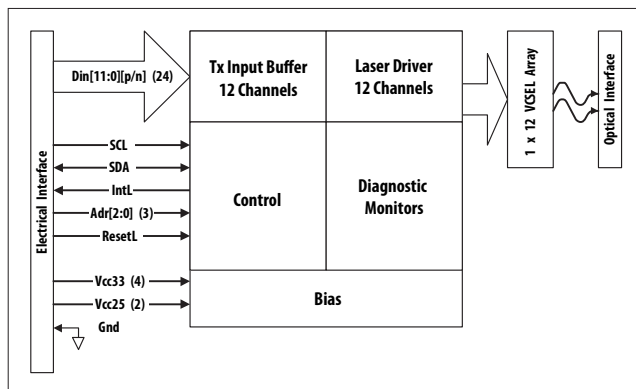 Electrical Interface
Din[11:0][p/n] (24)
SCL
SDA
IntL
Adr[2:0] (3)
ResetL
Vcc33 (4)
Vcc25 (2)
Gnd
Tx Input Buffer
12 Channels
Laser Driver
12 Channels
Control
Diagnostic
Monitors
Bias
1 x 12 VCSEL Array
Optical Interface